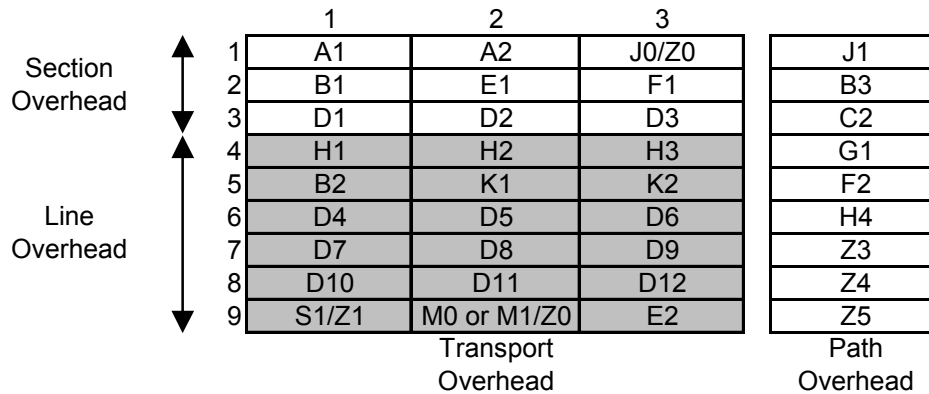 1 2 3
Section
Overhead
1 A1 A2 J0/Z0 J1
2 B1 E1 F1 B3
3 D1 D2 D3 C2
Line
Overhead
4 H1 H2 H3 G1
5 B2 K1 K2 F2
6 D4 D5 D6 H4
7 D7 D8 D9 Z3
8 D10 D11 D12 Z4
9 S1/Z1 M0 or M1/Z0 E2 Z5
Transport
Overhead
Path
Overhead